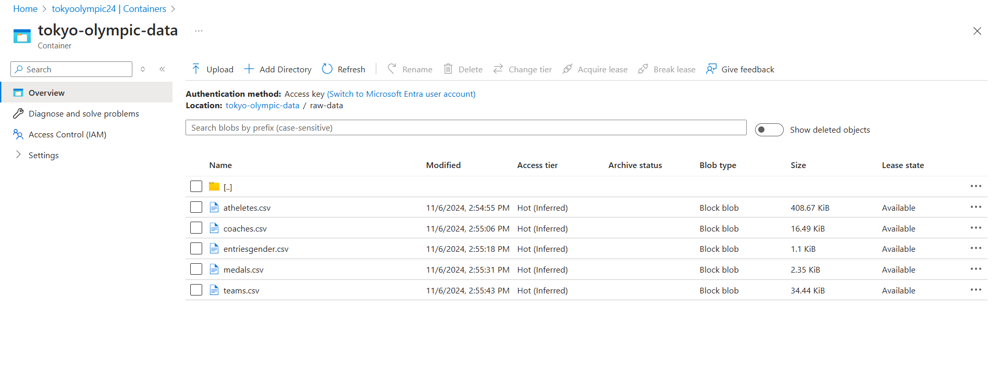 Home > tokyoolympic24 | Containers >
tokyo-olympic-data ...
Container
Search
Overview
Diagnose and solve problems
Access Control (IAM)
Settings
Upload Add Directory Refresh Rename Delete Change tier Acquire lease Break lease Give feedback
Authentication method: Access key (Switch to Microsoft Entra user account)
Location: tokyo-olympic-data / raw-data
Search blobs by prefix (case-sensitive)
Show deleted objects
Name Modified Access tier Archive status Blob type Size Lease state
[..]
atheletes.csv 11/6/2024, 2:54:55 PM Hot (Inferred) Block blob 408.67 KiB Available
coaches.csv 11/6/2024, 2:55:06 PM Hot (Inferred) Block blob 16.49 KiB Available
entriesgender.csv 11/6/2024, 2:55:18 PM Hot (Inferred) Block blob 1.1 KiB Available
medals.csv 11/6/2024, 2:55:31 PM Hot (Inferred) Block blob 2.35 KiB Available
teams.csv 11/6/2024, 2:55:43 PM Hot (Inferred) Block blob 34.44 KiB Available